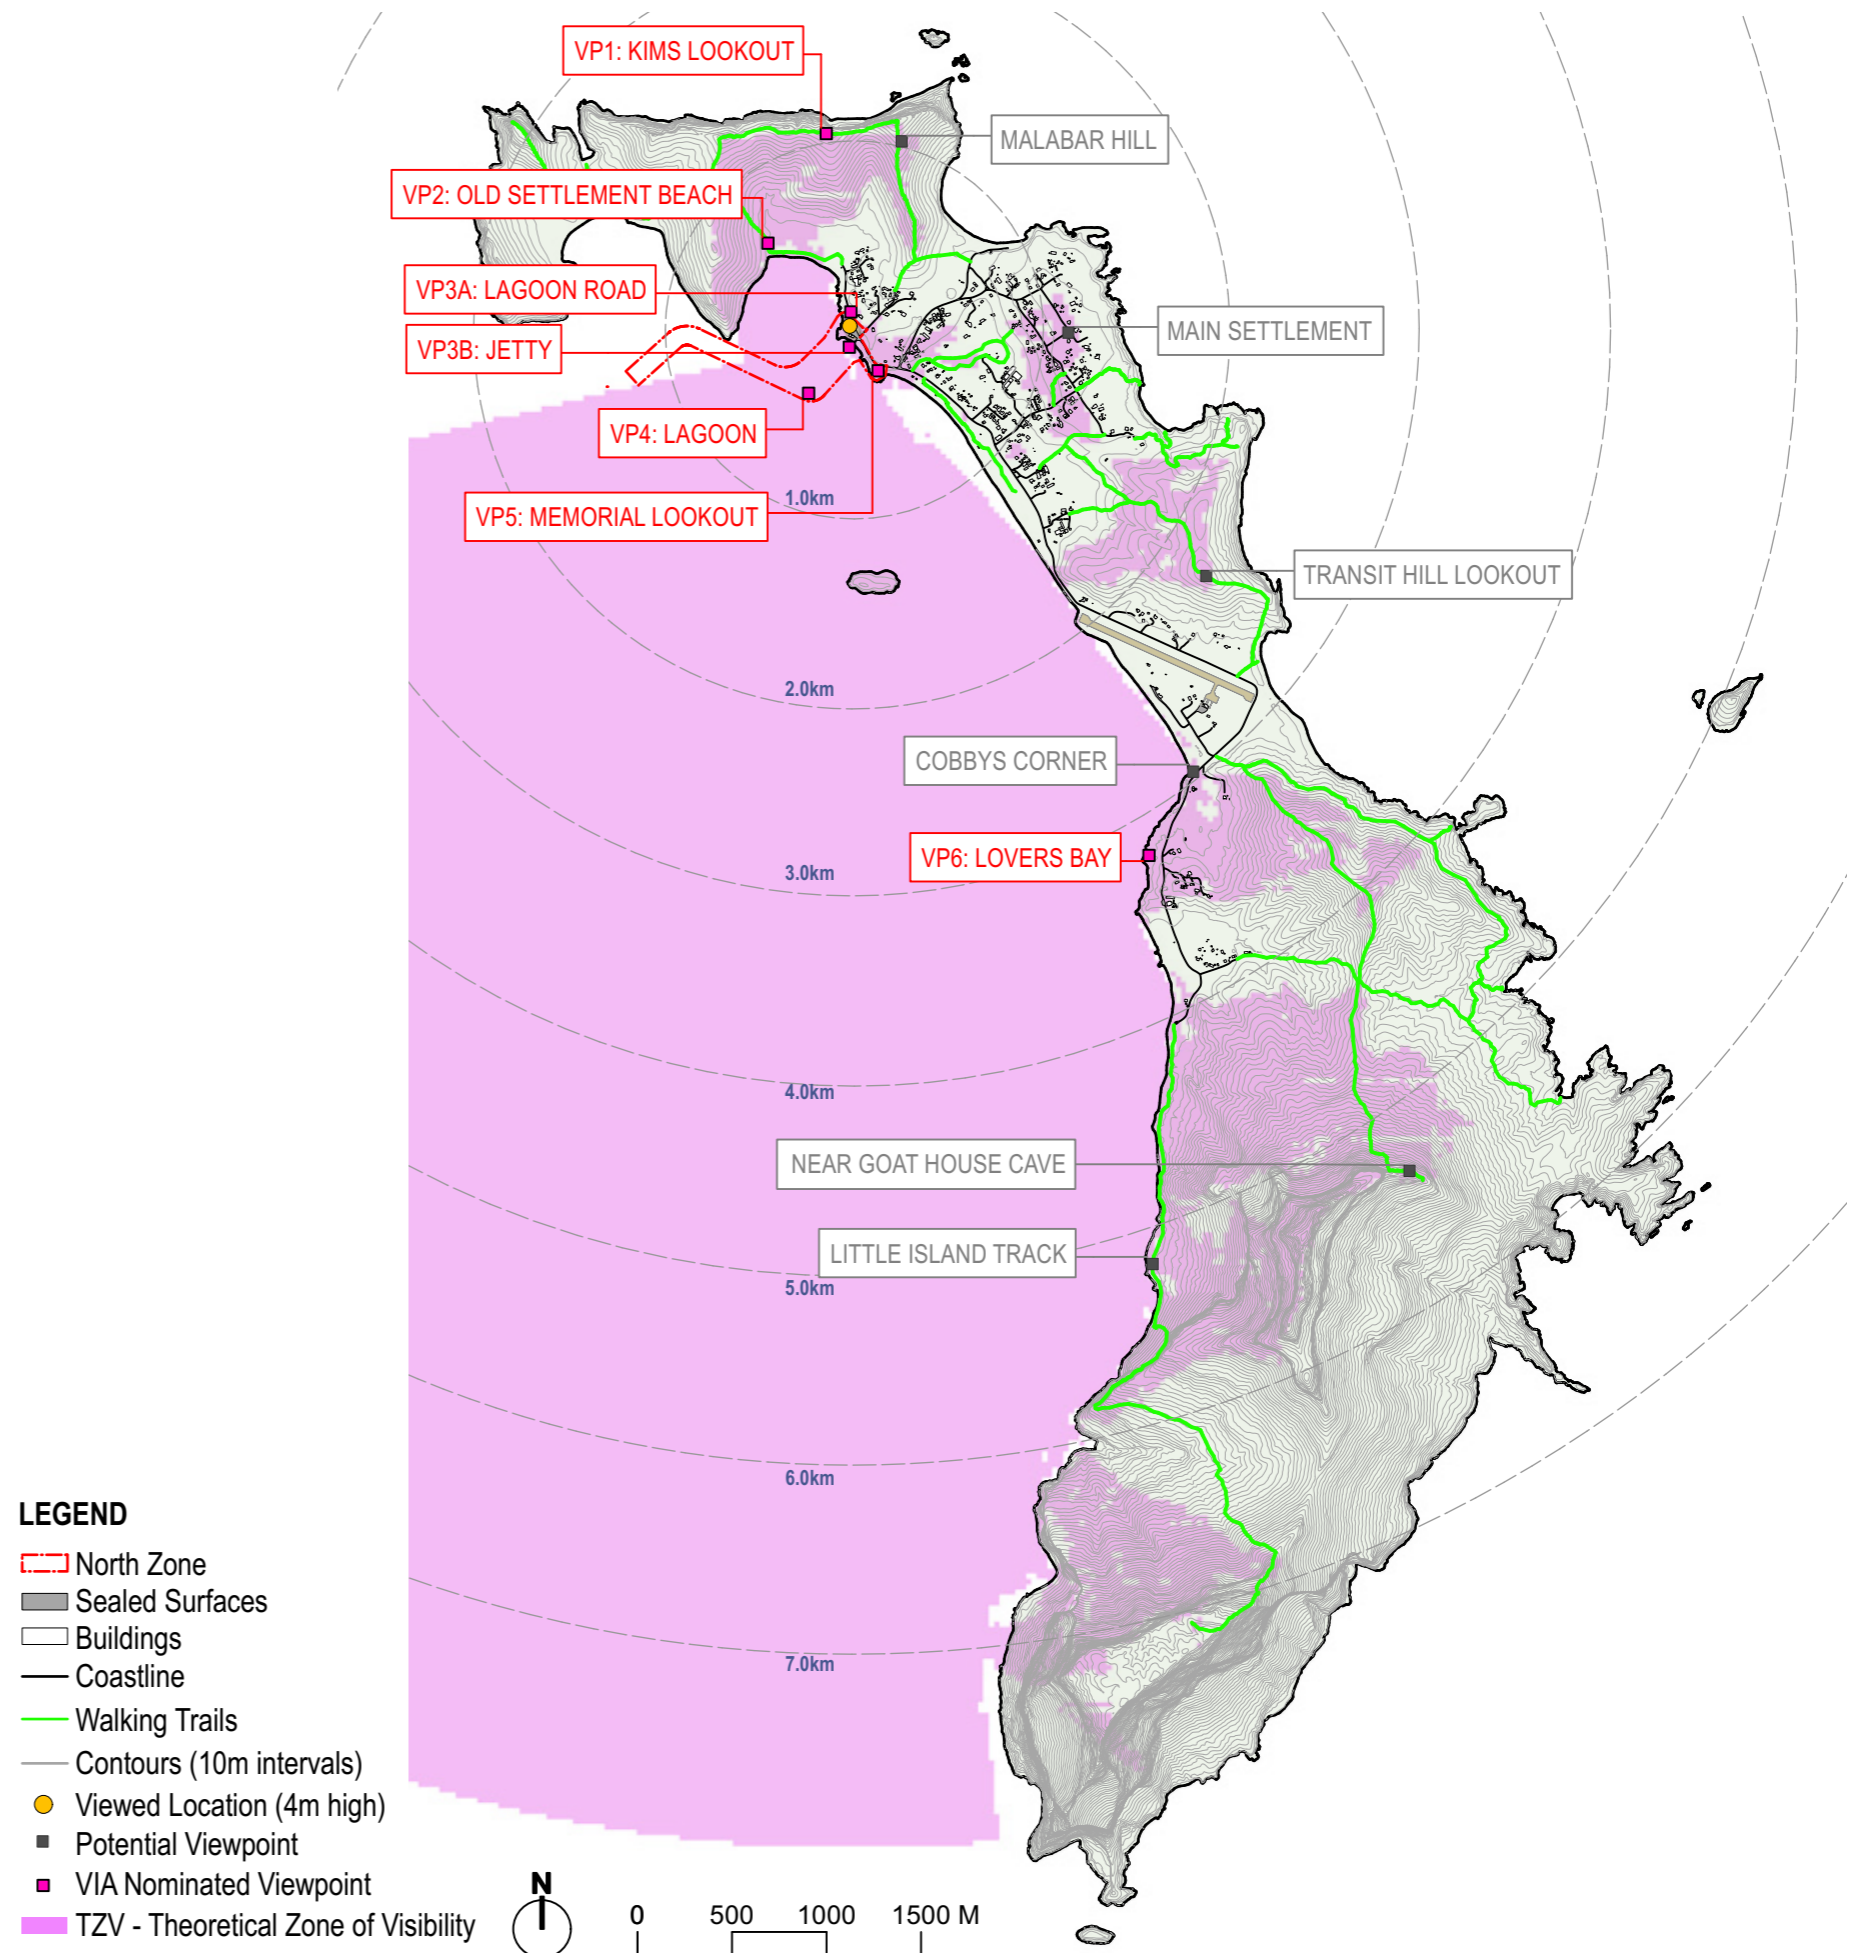 VP1: KIMS LOOKOUT
MALABAR HILL
VP2: OLD SETTLEMENT BEACH
VP3A: LAGOON ROAD
MAIN SETTLEMENT
VP3B: JETTY
VP4: LAGOON
1.0km
VP5: MEMORIAL LOOKOUT
TRANSIT HILL LOOKOUT
2.0km
COBBYS CORNER
VP6: LOVERS BAY
3.0km
4.0km
NEAR GOAT HOUSE CAVE
LITTLE ISLAND TRACK
5.0km
6.0km
7.0km
LEGEND
North Zone
Sealed Surfaces
Buildings
Coastline
Walking Trails
Contours (10m intervals)
Viewed Location (4m high)
Potential Viewpoint
VIA Nominated Viewpoint
TZV - Theoretical Zone of Visibility
N
0 500 1000 1500 M